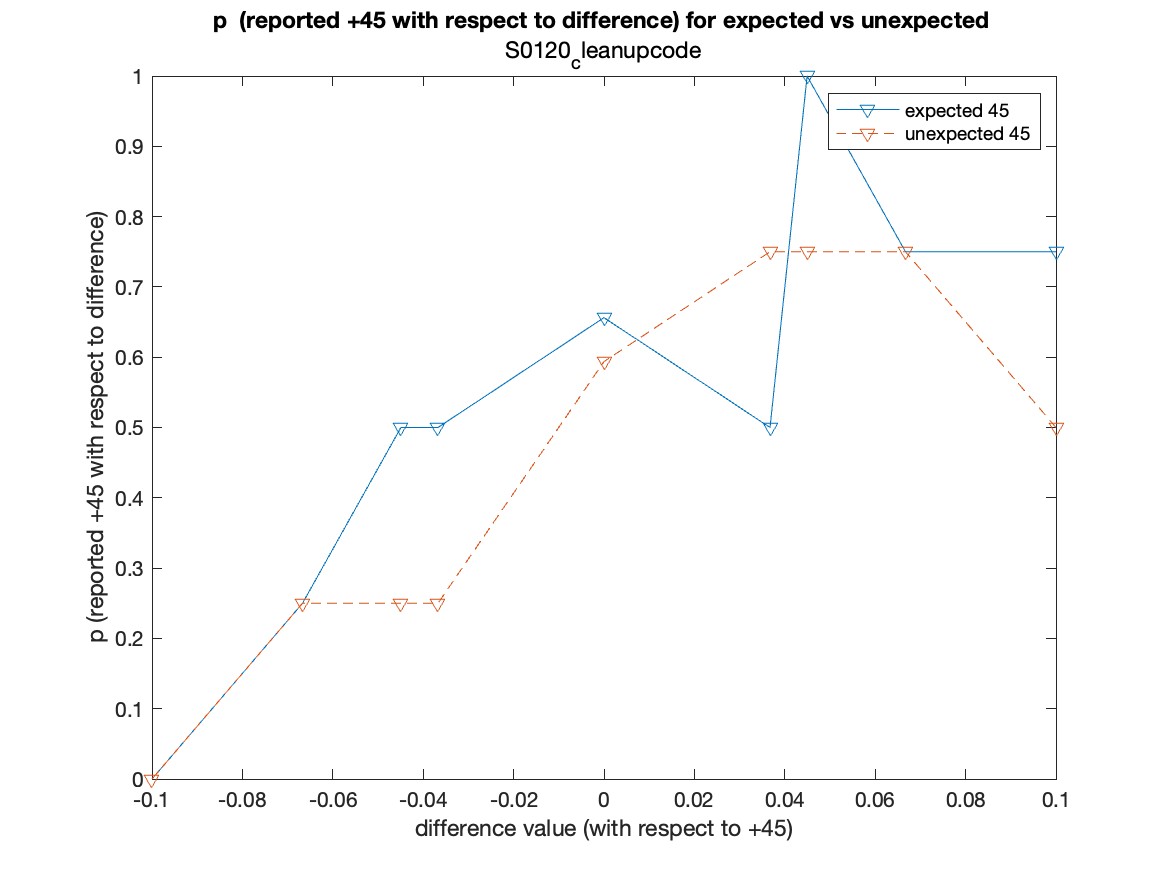 p  (reported +45 with respect to difference) for expected vs unexpected
S0120cleanupcode
1
0.9
0.8
0.7
0.6
0.5
0.4
0.3
0.2
0.1
0
p (reported +45 with respect to difference)
expected 45
unexpected 45
-0.1 -0.08 -0.06 -0.04 -0.02 0 0.02 0.04 0.06 0.08 0.1
difference value (with respect to +45)